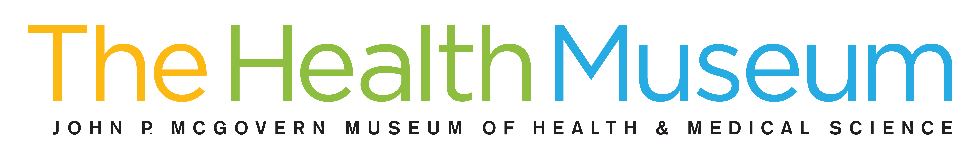 The Health Museum
JOHN P. MCGOVERN MUSEUM OF HEALTH & MEDICAL SCIENCE